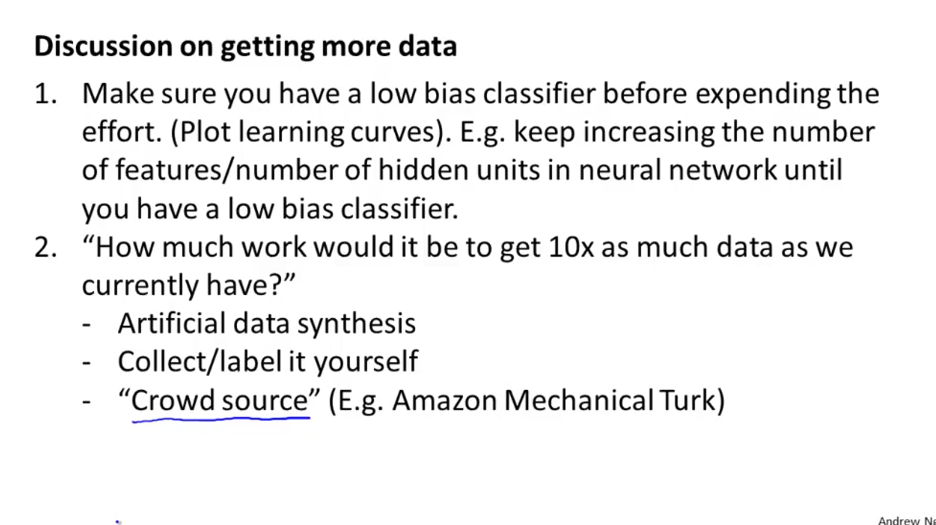 Discussion on getting more data
1. Make sure you have a low bias classifier before expending the
effort. (Plot learning curves). E.g. keep increasing the number
of features/number of hidden units in neural network until
you have a low bias classifier.
2. “How much work would it be to get 10x as much data as we
currently have?”
- Artificial data synthesis
- Collect/label it yourself
- “Crowd source” (E.g. Amazon Mechanical Turk)
Andrew N